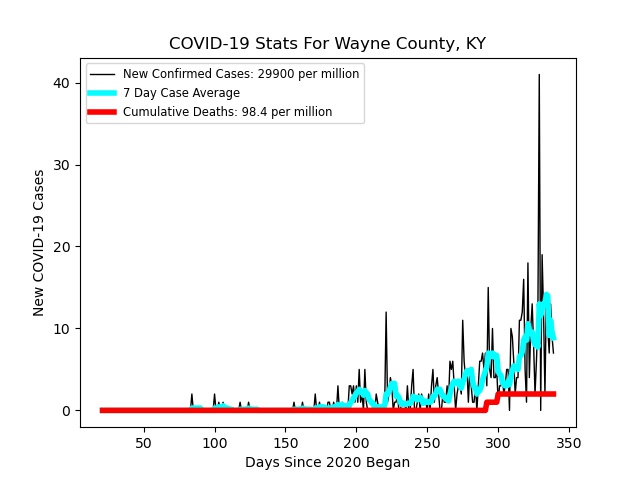 COVID-19 Stats For Wayne County, KY
New Confirmed Cases: 29900 per million
7 Day Case Average
Cumulative Deaths: 98.4 per million
New COVID-19 Cases
40
30
20
10
0
50 100 150 200 250 300 350
Days Since 2020 Began